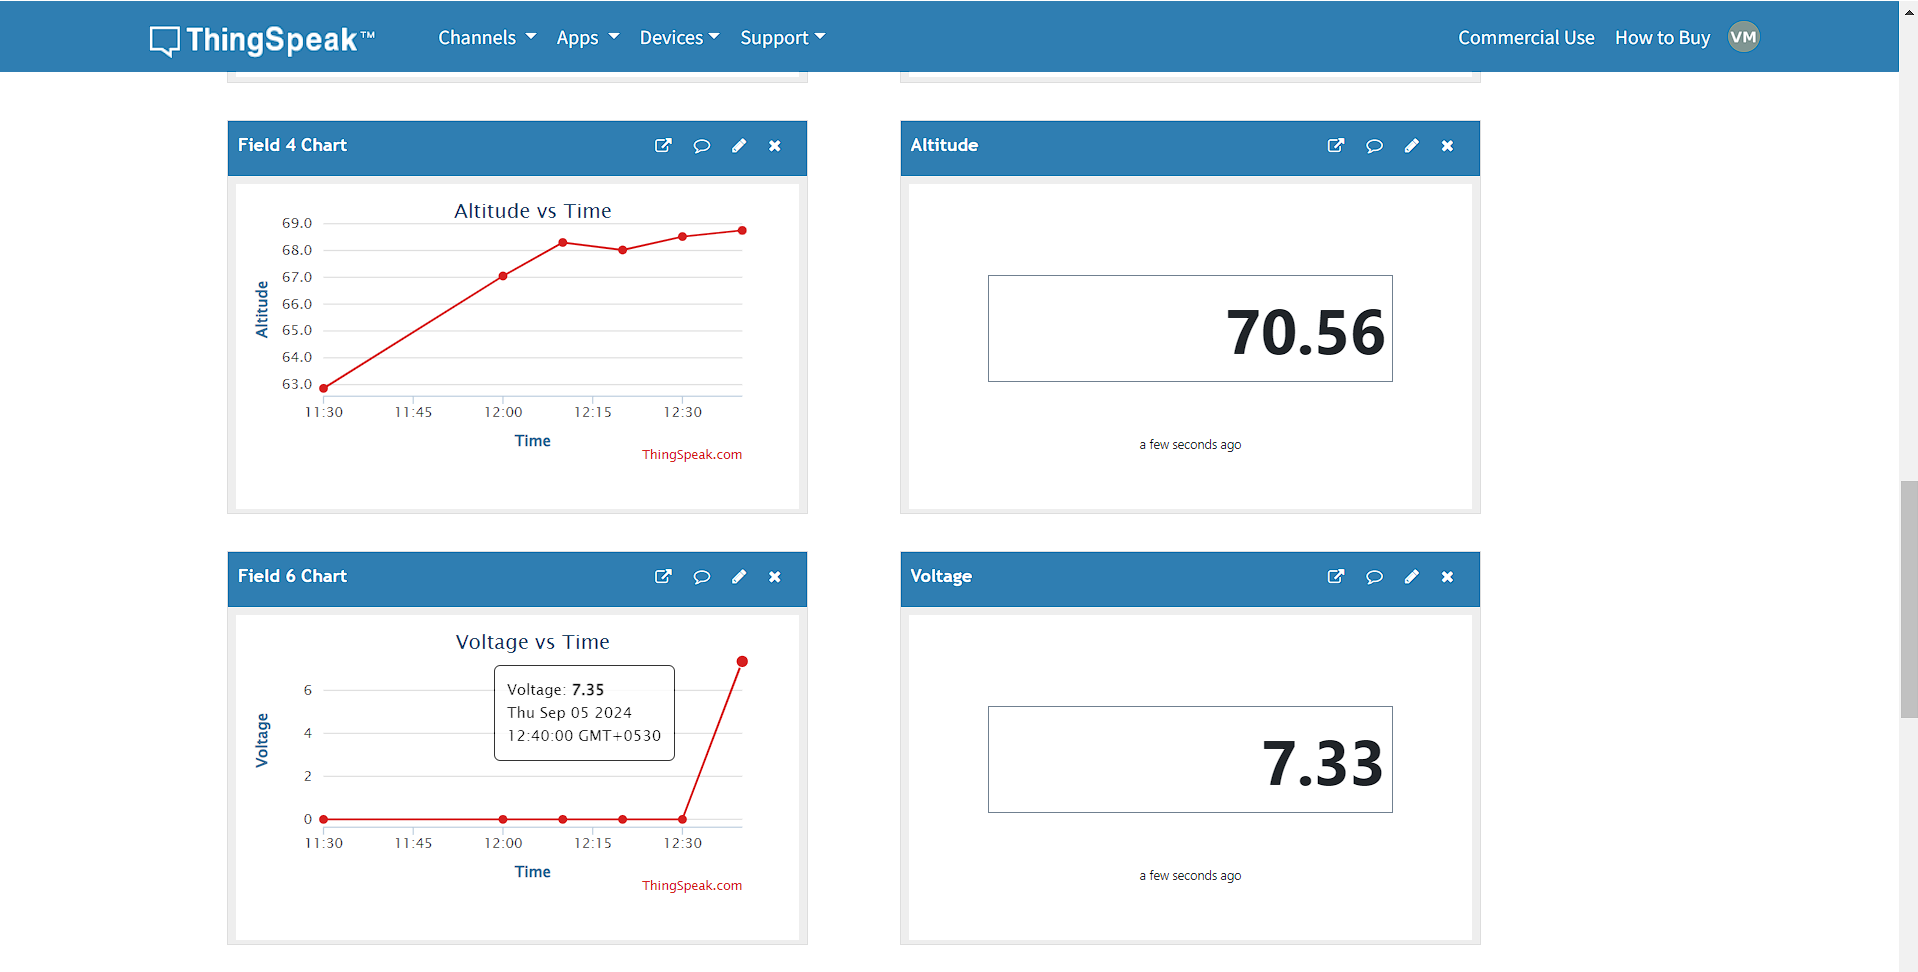 ThingSpeak™ Channels Apps Devices Support Commercial Use How to Buy VM
Field 4 Chart
Altitude vs Time
69.0
68.0
67.0
66.0
65.0
64.0
63.0
Altitude
11:30 11:45 12:00 12:15 12:30
Time
ThingSpeak.com
Altitude
70.56
a few seconds ago
Field 6 Chart
Voltage vs Time
6
4
2
0
Voltage
Voltage: 7.35
Thu Sep 05 2024
12:40:00 GMT+0530
11:30 11:45 12:00 12:15 12:30
Time
ThingSpeak.com
Voltage
7.33
a few seconds ago